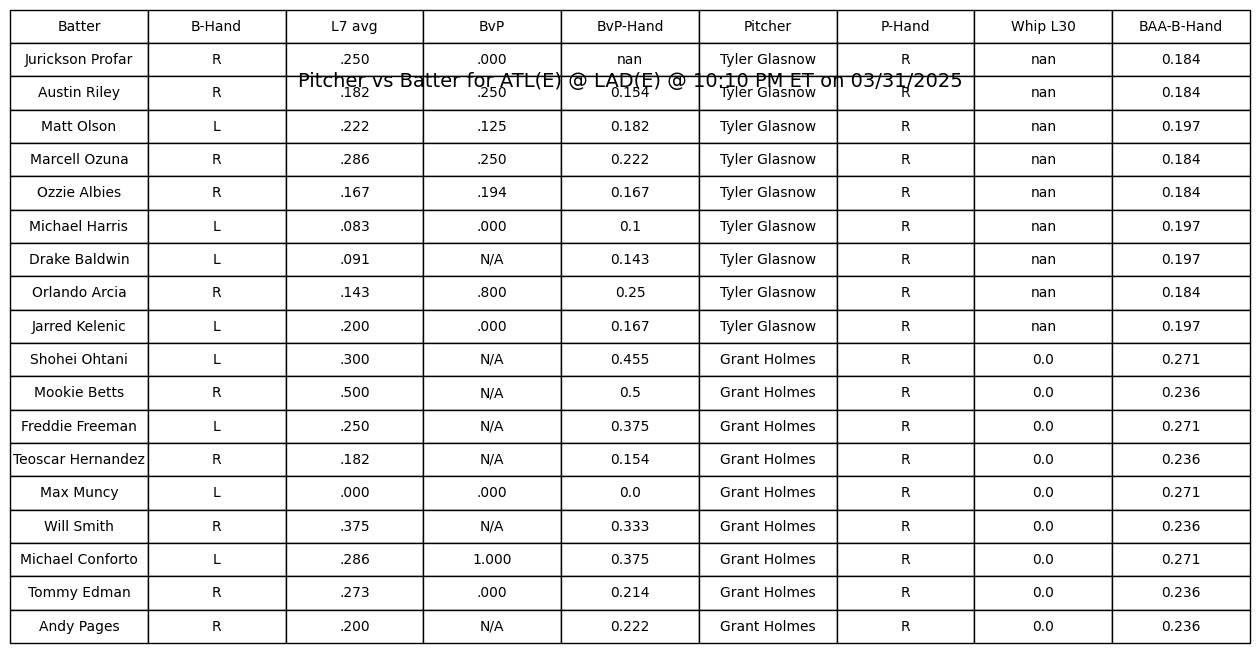 Batter B-Hand L7 avg BvP BvP-Hand Pitcher P-Hand Whip L30 BAA-B-Hand
Jurickson Profar R .250 .000 nan Tyler Glasnow R nan 0.184
Pitcher vs Batter for ATL(E) @ LAD(E) @ 10:10 PM ET on 03/31/2025
Austin Riley R .182 .250 0.154 Tyler Glasnow R nan 0.184
Matt Olson L .222 .125 0.182 Tyler Glasnow R nan 0.197
Marcell Ozuna R .286 .250 0.222 Tyler Glasnow R nan 0.184
Ozzie Albies R .167 .194 0.167 Tyler Glasnow R nan 0.184
Michael Harris L .083 .000 0.1 Tyler Glasnow R nan 0.197
Drake Baldwin L .091 N/A 0.143 Tyler Glasnow R nan 0.197
Orlando Arcia R .143 .800 0.25 Tyler Glasnow R nan 0.184
Jarred Kelenic L .200 .000 0.167 Tyler Glasnow R nan 0.197
Shohei Ohtani L .300 N/A 0.455 Grant Holmes R 0.0 0.271
Mookie Betts R .500 N/A 0.5 Grant Holmes R 0.0 0.236
Freddie Freeman L .250 N/A 0.375 Grant Holmes R 0.0 0.271
Teoscar Hernandez R .182 N/A 0.154 Grant Holmes R 0.0 0.236
Max Muncy L .000 .000 0.0 Grant Holmes R 0.0 0.271
Will Smith R .375 N/A 0.333 Grant Holmes R 0.0 0.236
Michael Conforto L .286 1.000 0.375 Grant Holmes R 0.0 0.271
Tommy Edman R .273 .000 0.214 Grant Holmes R 0.0 0.236
Andy Pages R .200 N/A 0.222 Grant Holmes R 0.0 0.236